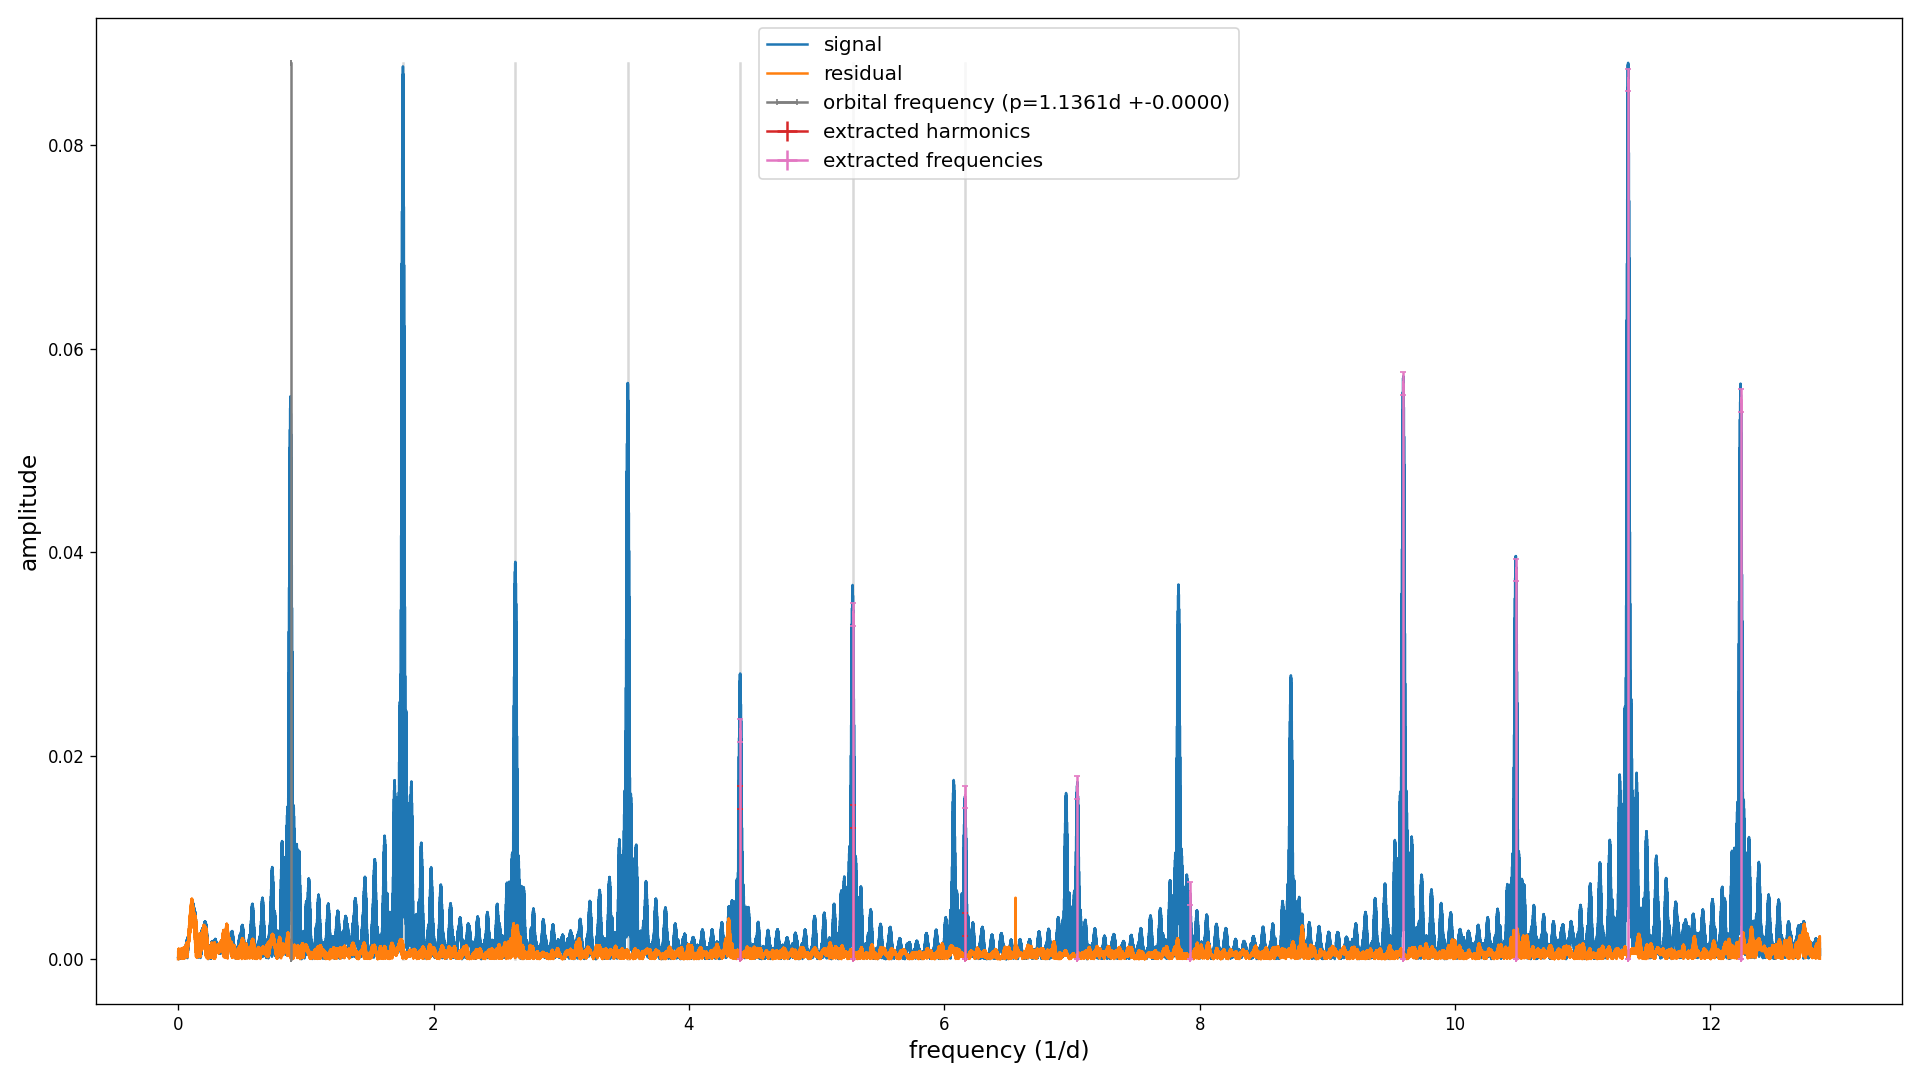 signal
residual
orbital frequency (p=1.1361d +-0.0000)
extracted harmonics
extracted frequencies
0.08
0.06
0.04
0.02
0.00
amplitude
0 2 4 6 8 10 12
frequency (1/d)